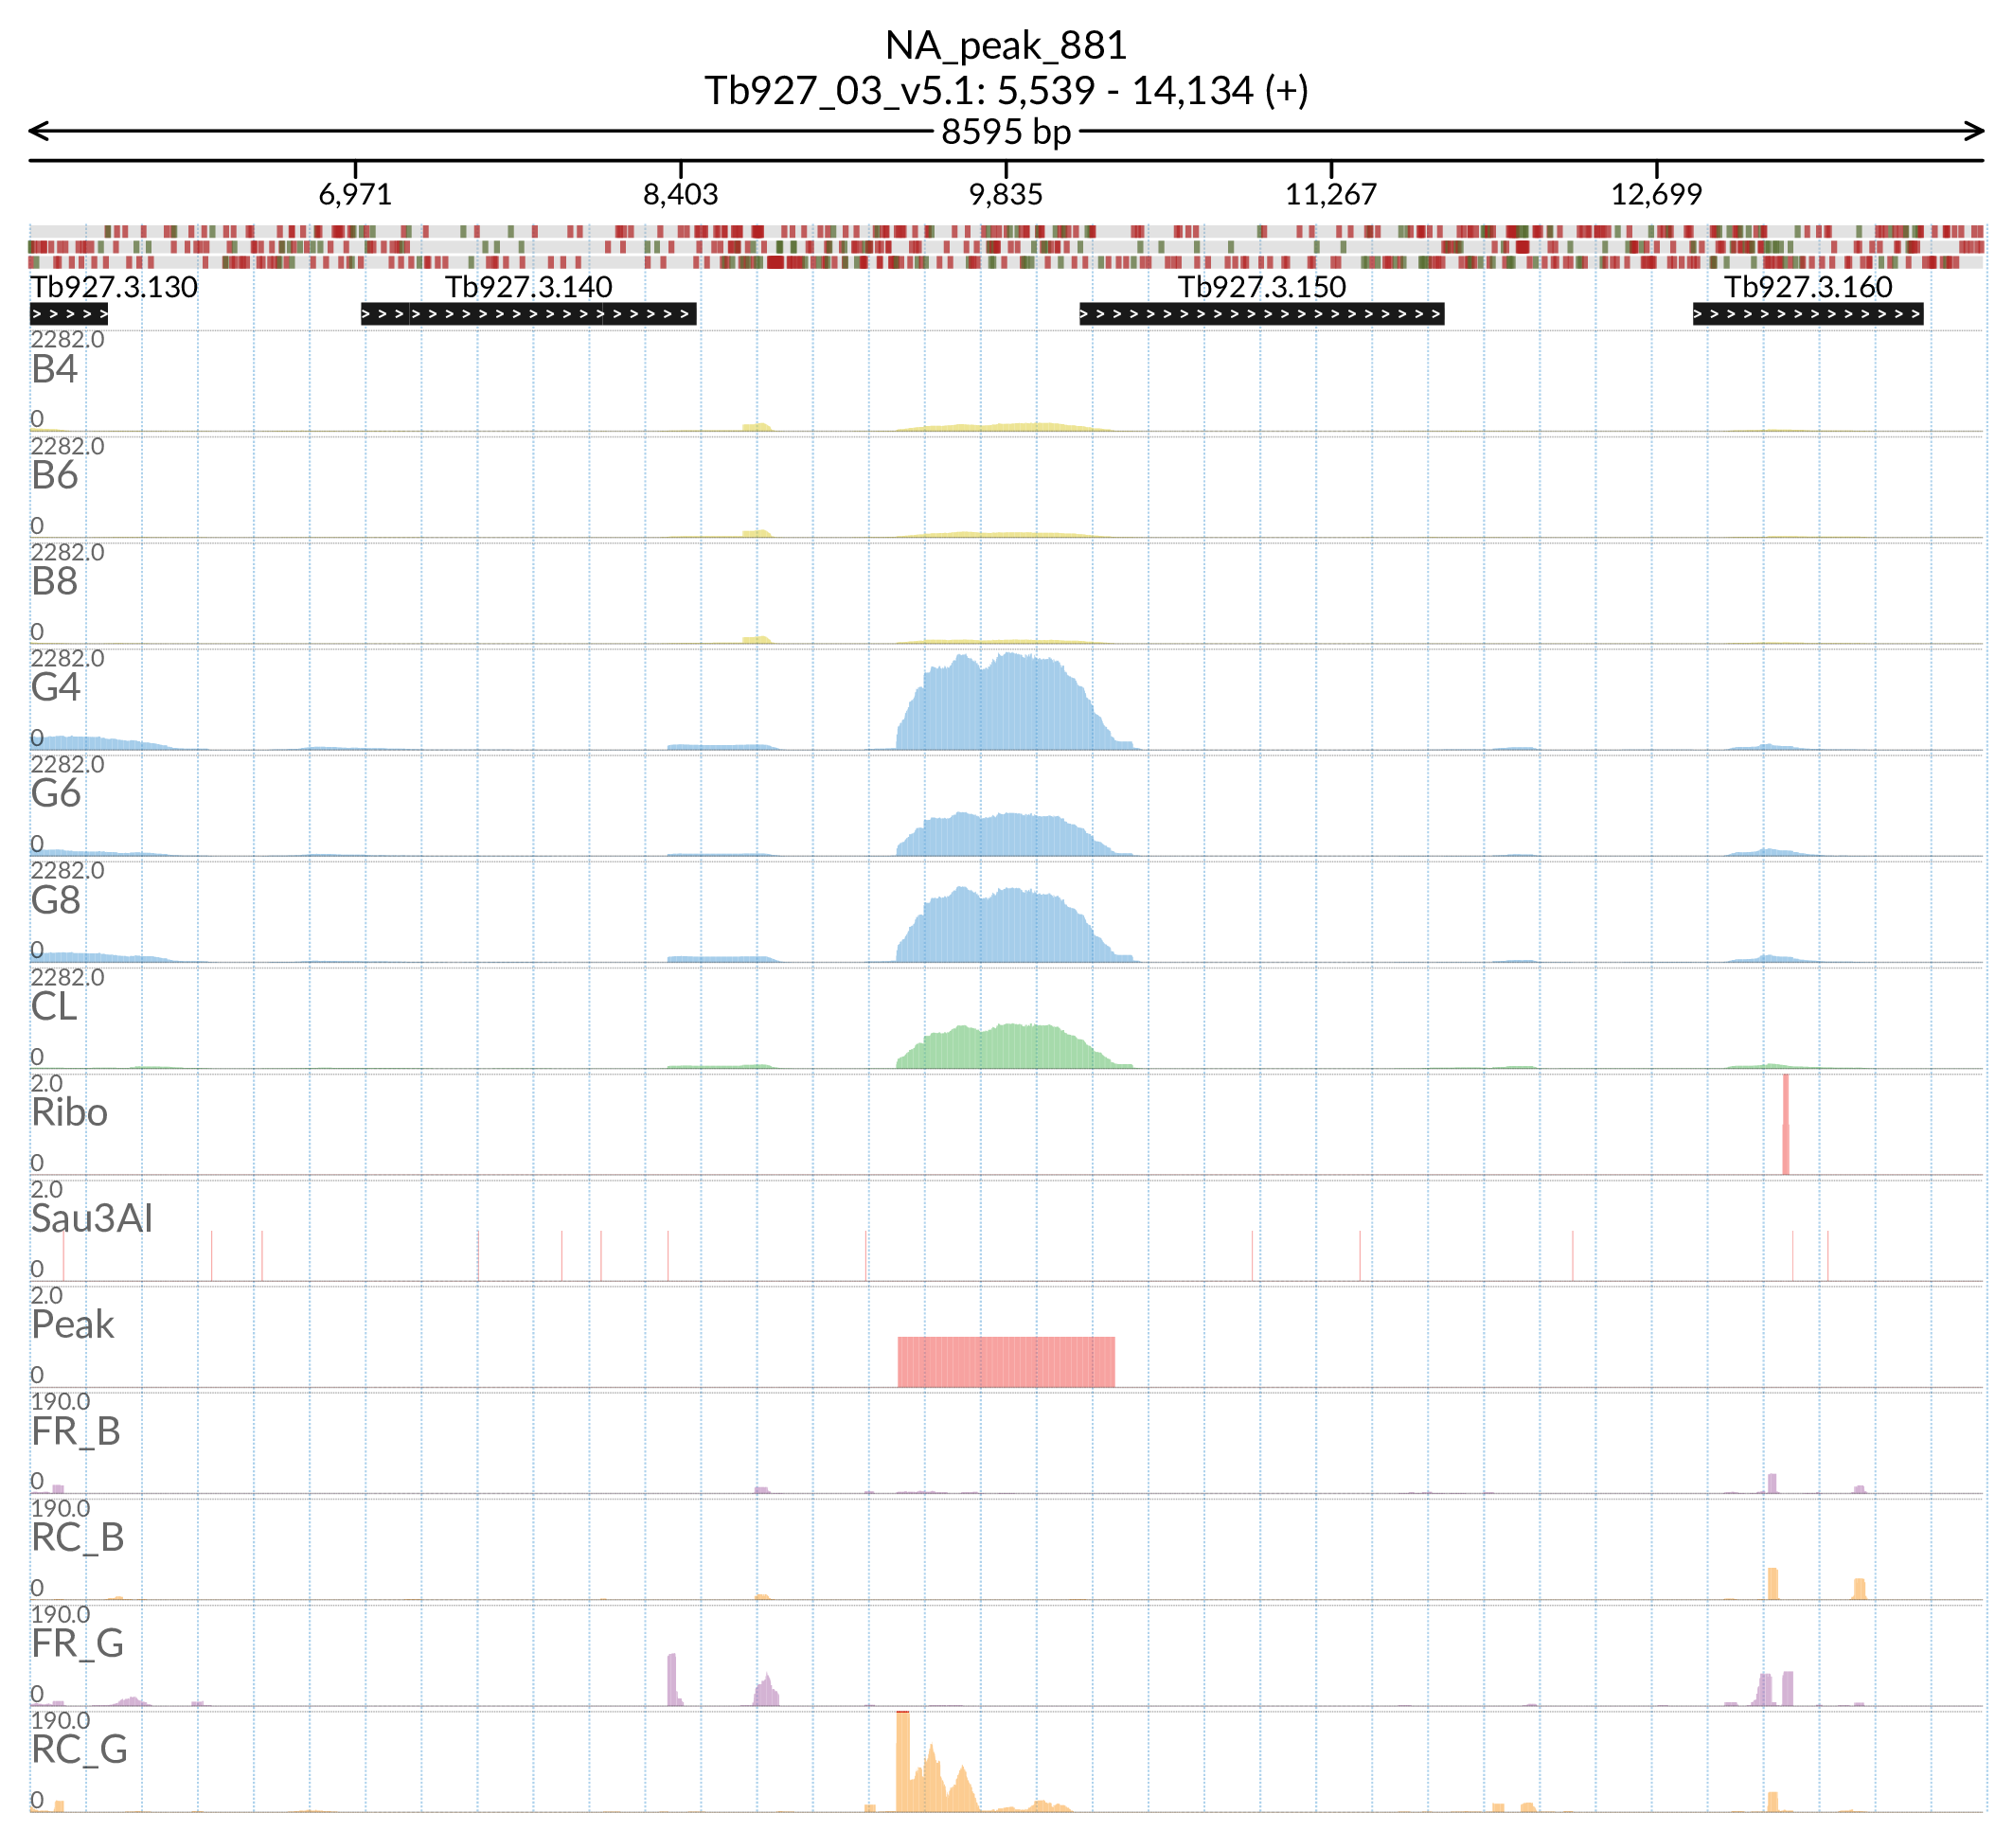 NA_peak_881
Tb927_03_v5.1: 5,539 - 14,134 (+)
8595 bp
6,971 8,403 9,835 11,267 12,699
Tb927.3.130 Tb927.3.140 Tb927.3.150 Tb927.3.160
2282.0
B4
0
2282.0
B6
0
2282.0
B8
0
2282.0
G4
0
2282.0
G6
0
2282.0
G8
0
2282.0
CL
0
2.0
Ribo
0
2.0
Sau3AI
0
2.0
Peak
0
190.0
FR_B
0
190.0
RC_B
0
190.0
FR_G
0
190.0
RC_G
0